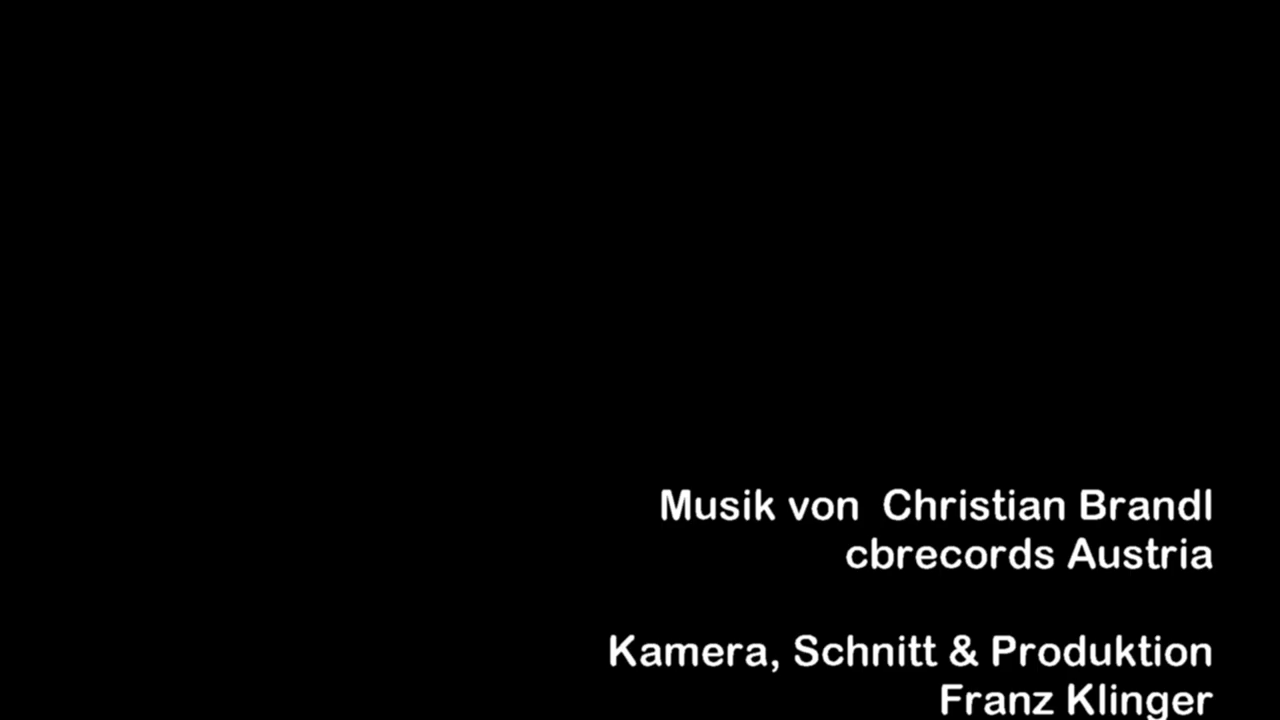 Musik von  Christian Brandl
cbrecords Austria
Kamera, Schnitt & Produktion
Franz Klinger